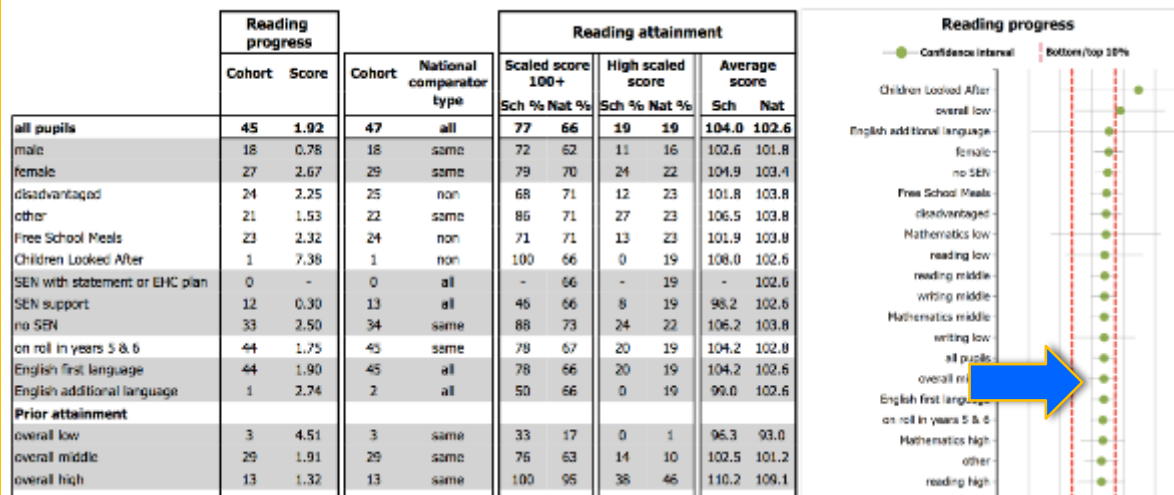 Reading progress
Reading attainment
Cohort Score
Cohort National comparator type
Scaled score 100+
High scaled score
Average score
Sch % Nat % Sch % Nat % Sch Nat
all pupils 45 1.92 47 all 77 66 19 19 104.0 102.6
male 18 0.78 18 same 72 62 11 16 102.6 101.8
female 27 2.67 29 same 79 70 24 22 104.9 103.4
disadvantaged 24 2.25 25 non 68 71 12 23 101.8 103.8
other 21 1.53 22 same 86 71 27 23 106.5 103.8
Free School Meals 23 2.32 24 non 71 71 13 23 101.9 103.8
Children Looked After 1 7.38 1 non 100 66 0 19 108.0 102.6
SEN with statement or EHC plan 0 - 0 all - 66 - 19 - 102.6
SEN support 12 0.30 13 all 46 66 8 19 98.2 102.6
no SEN 33 2.50 34 same 88 73 24 22 106.2 103.8
on roll in years 5 & 6 44 1.75 45 same 78 67 20 19 104.2 102.8
English first language 44 1.90 45 all 78 66 20 19 104.2 102.6
English additional language 1 2.74 2 all 50 66 0 19 99.0 102.6
Prior attainment
overall low 3 4.51 3 same 33 17 0 1 96.3 93.0
overall middle 29 1.91 29 same 76 63 14 10 102.5 101.2
overall high 13 1.32 13 same 100 95 38 46 110.2 109.1
Reading progress
Confidence interval Bottom/top 10%
Children Looked After
overall low
English additional language
female
no SEN
Free School Meals
disadvantaged
Mathematics low
reading low
reading middle
writing middle
Mathematics middle
writing low
all pupils
overall
English first
on roll in years 5 & 6
Mathematics high
other
reading high